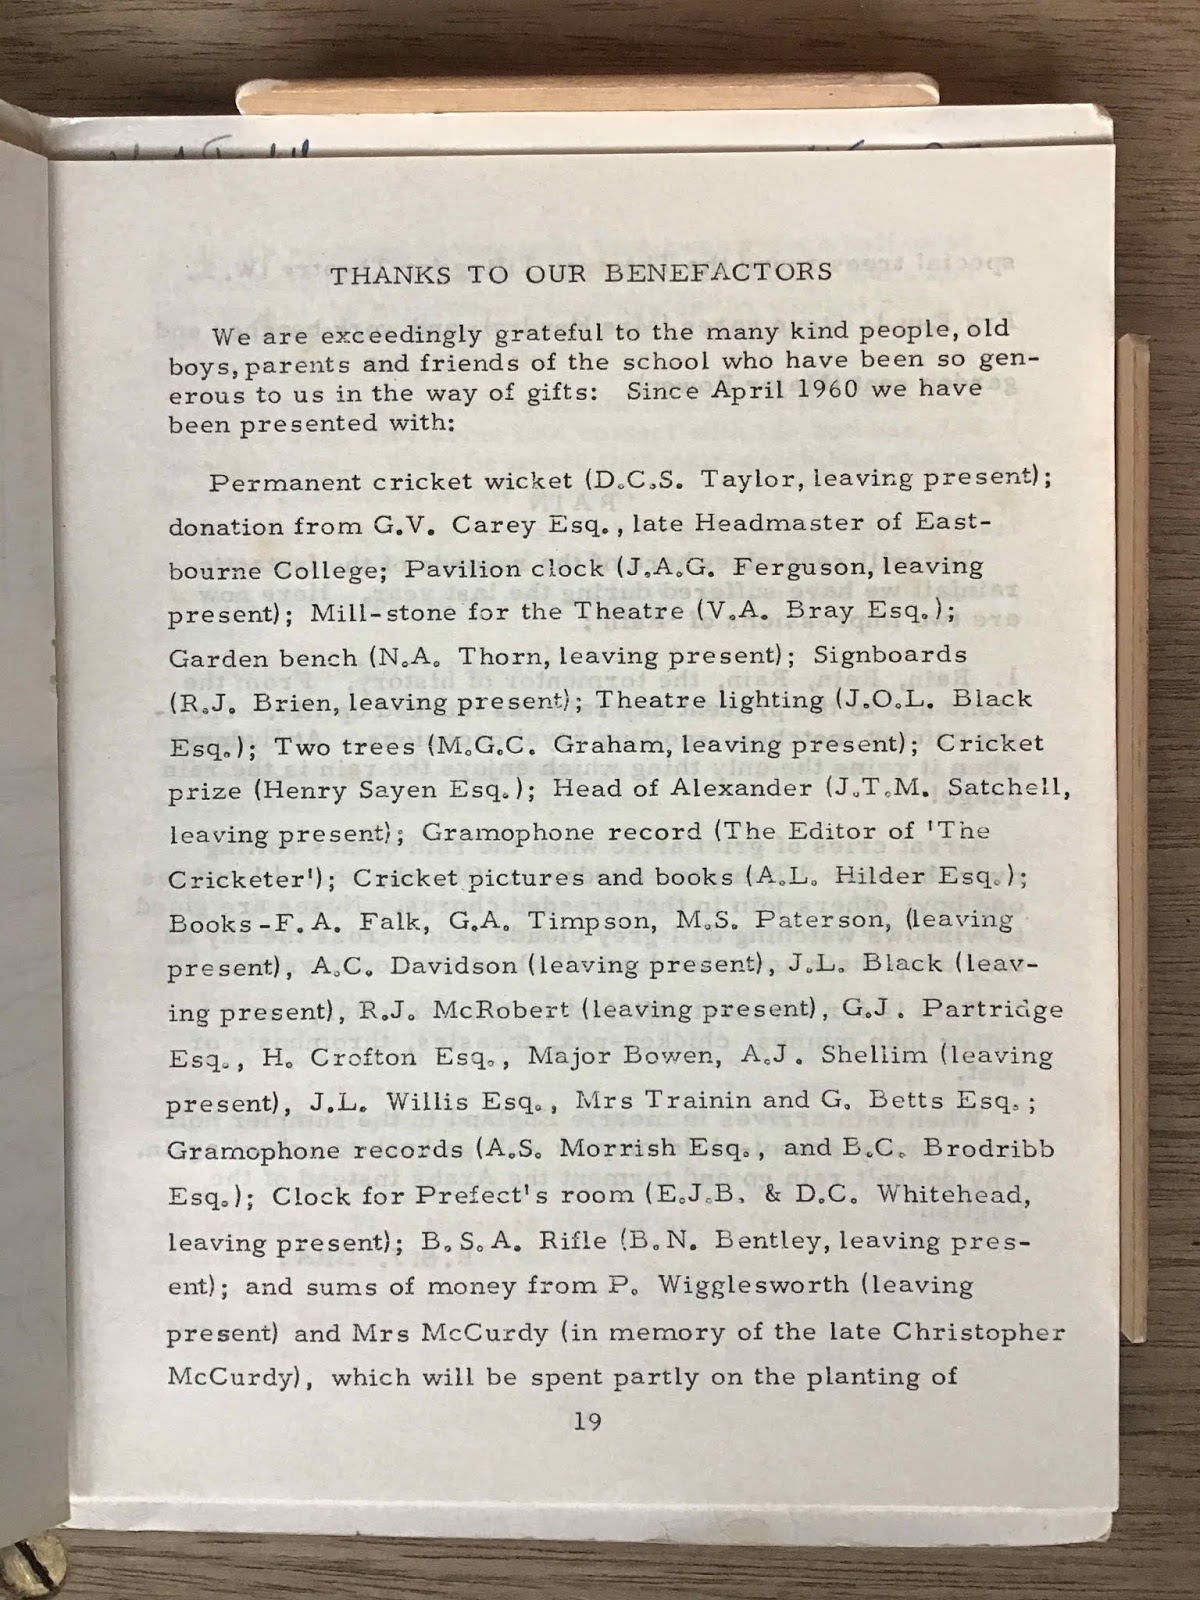 THANKS TO OUR BENEFACTORS
We are exceedingly grateful to the many kind people, old
boys, parents and friends of the school who have been so gen-
erous to us in the way of gifts: Since April 1960 we have
been presented with:
Permanent cricket wicket (D.C.S. Taylor, leaving present);
donation from G.V. Carey Esq., late Headmaster of East-
bourne College; Pavilion clock (J.A.G. Ferguson, leaving
present); Mill-stone for the Theatre (V.A. Bray Esq.);
Garden bench (N.A. Thorn, leaving present); Signboards
(R.J. Brien, leaving present); Theatre lighting (J.O.L. Black
Esq.); Two trees (M.G.C. Graham, leaving present); Cricket
prize (Henry Sayen Esq.); Head of Alexander (J.T.M. Satchell,
leaving present); Gramophone record (The Editor of 'The
Cricketer'); Cricket pictures and books (A.L. Hilder Esq.);
Books - F.A. Falk, G.A. Timpson, M.S. Paterson, (leaving
present), A.C. Davidson (leaving present), J.L. Black (leav-
ing present), R.J. McRobert (leaving present), G.J. Partridge
Esq., H. Crofton Esq., Major Bowen, A.J. Shellim (leaving
present), J.L. Willis Esq., Mrs Trainin and G. Betts Esq.;
Gramophone records (A.S. Morrish Esq., and B.C. Brodribb
Esq.); Clock for Prefect's room (E.J.B. & D.C. Whitehead,
leaving present); B.S.A. Rifle (B.N. Bentley, leaving pres-
ent); and sums of money from P. Wigglesworth (leaving
present) and Mrs McCurdy (in memory of the late Christopher
McCurdy), which will be spent partly on the planting of
19